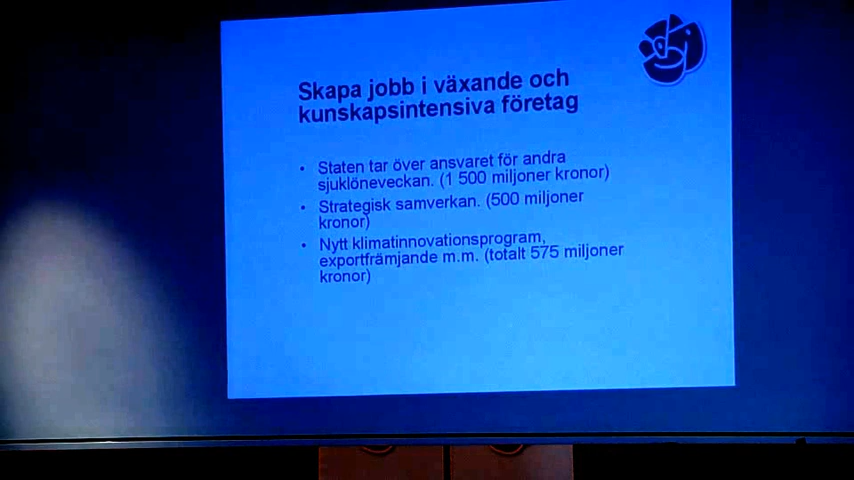 Skapa jobb i växande och
kunskapsintensiva företag
• Staten tar över ansvaret för andra
sjuklöneveckan. (1 500 miljoner kronor)
• Strategisk samverkan. (500 miljoner
kronor)
• Nytt klimatinnovationsprogram,
exportfrämjande m.m. (totalt 575 miljoner
kronor)